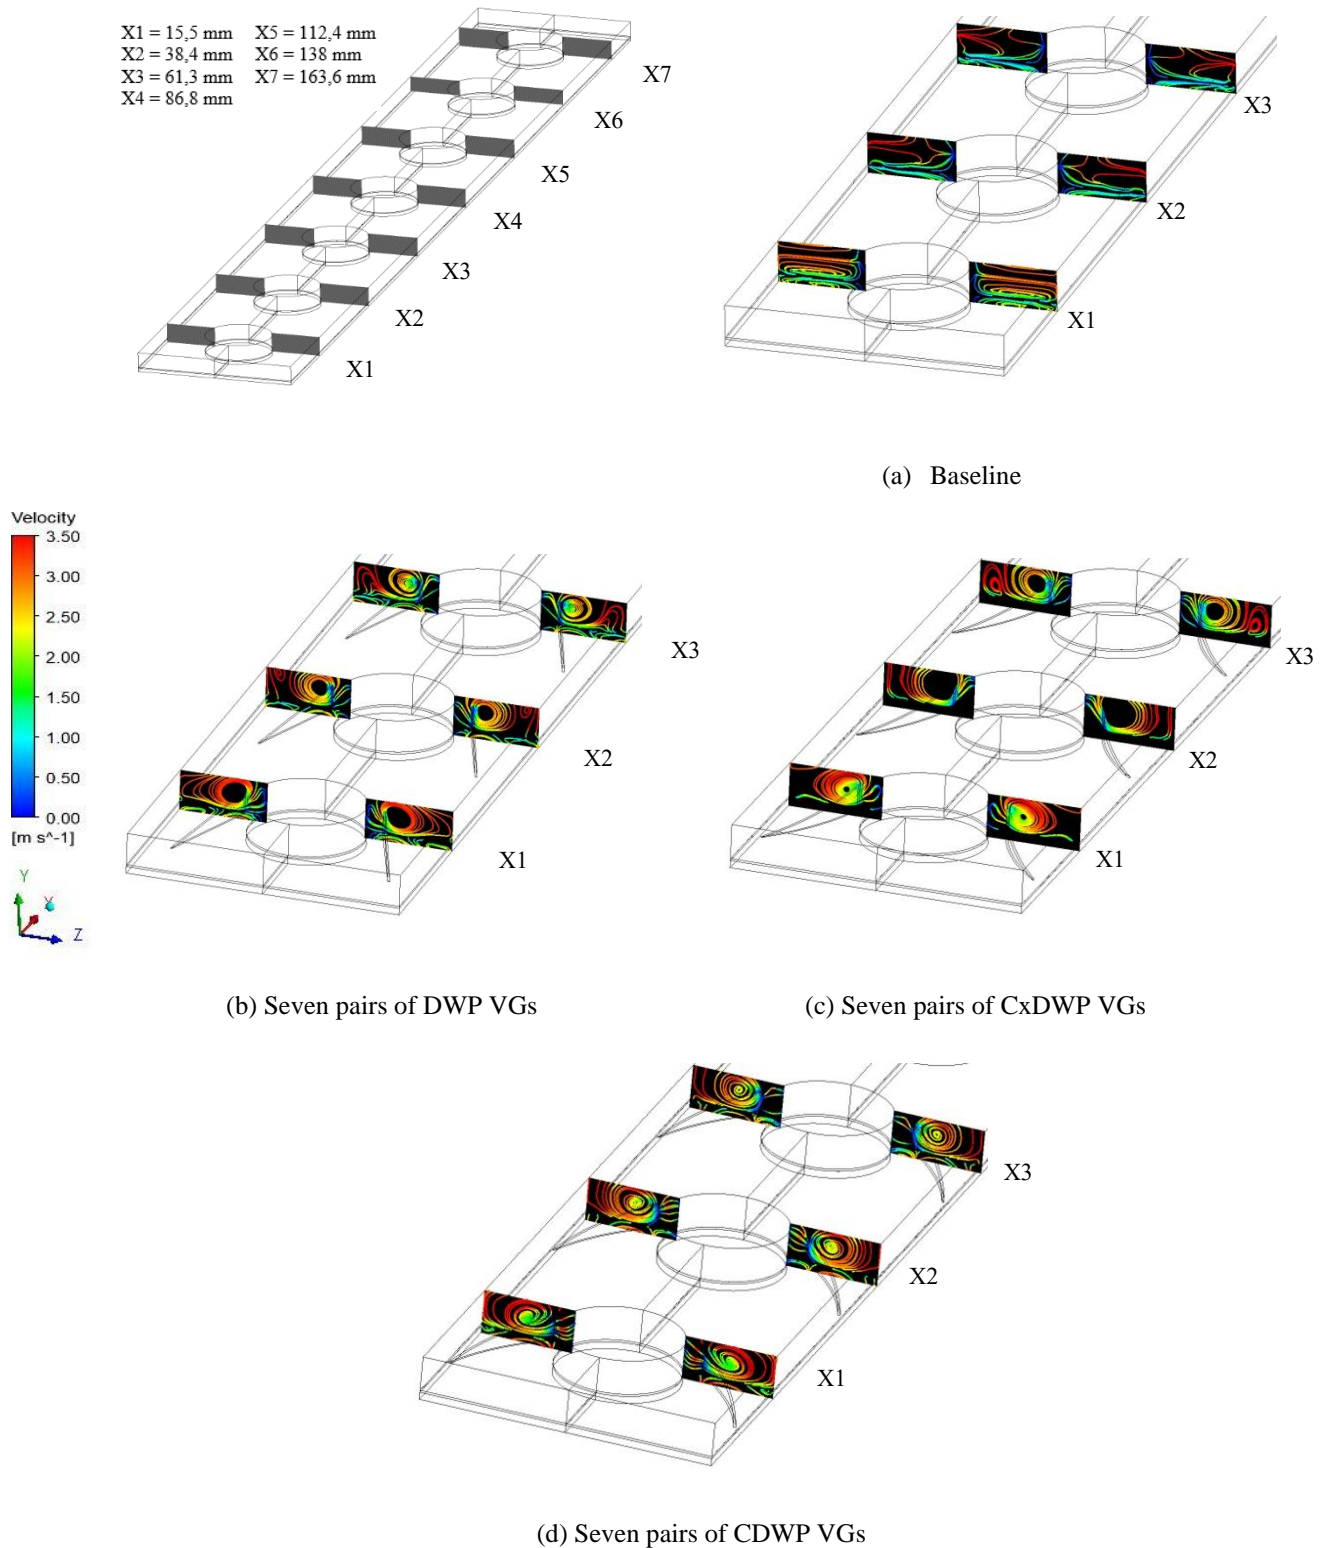 X1 = 15,5 mm X5 = 112,4 mm
X2 = 38,4 mm X6 = 138 mm
X3 = 61,3 mm X7 = 163,6 mm
X4 = 86,8 mm
X7
X6
X5
X4
X3
X2
X1
X3
X2
X1
(a) Baseline
Velocity
3.50
3.00
2.50
2.00
1.50
1.00
0.50
0.00
[m s^-1]
Y
X
Z
X3
X2
X1
(b) Seven pairs of DWP VGs
X3
X2
X1
(c) Seven pairs of CxDWP VGs
X3
X2
X1
(d) Seven pairs of CDWP VGs